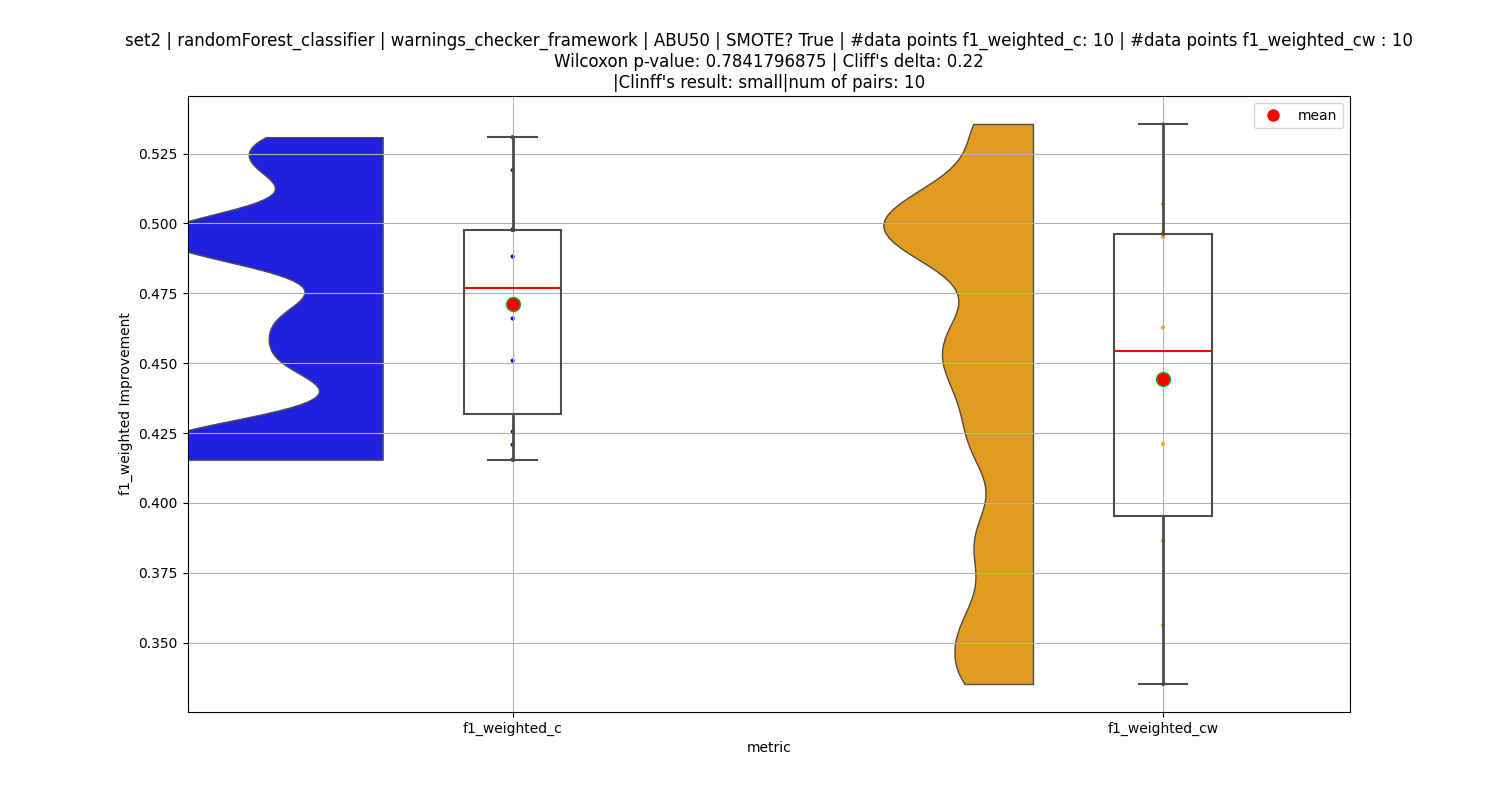 set2 | randomForest_classifier | warnings_checker_framework | ABU50 | SMOTE? True | #data points f1_weighted_c: 10 | #data points f1_weighted_cw : 10
Wilcoxon p-value: 0.7841796875 | Cliff's delta: 0.22
|Clinff's result: small|num of pairs: 10
mean
0.525
0.500
0.475
0.450
0.425
0.400
0.375
0.350
f1_weighted Improvement
f1_weighted_c
f1_weighted_cw
metric